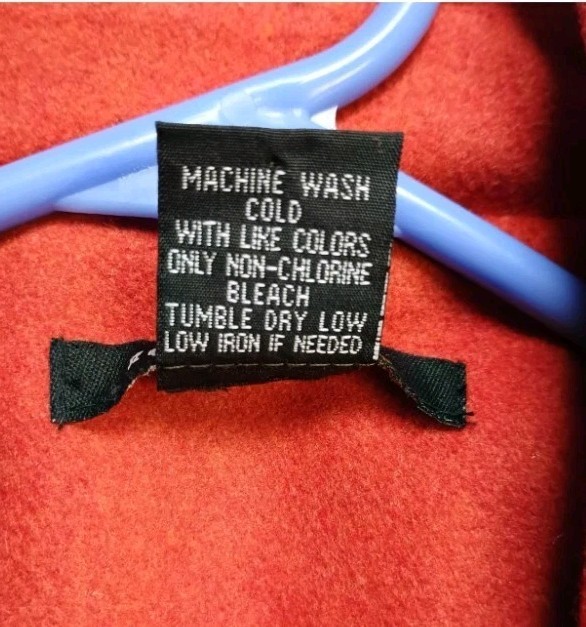 MACHINE WASH
COLD
WITH LIKE COLORS
ONLY NON-CHLORINE
BLEACH
TUMBLE DRY LOW
LOW IRON IF NEEDED